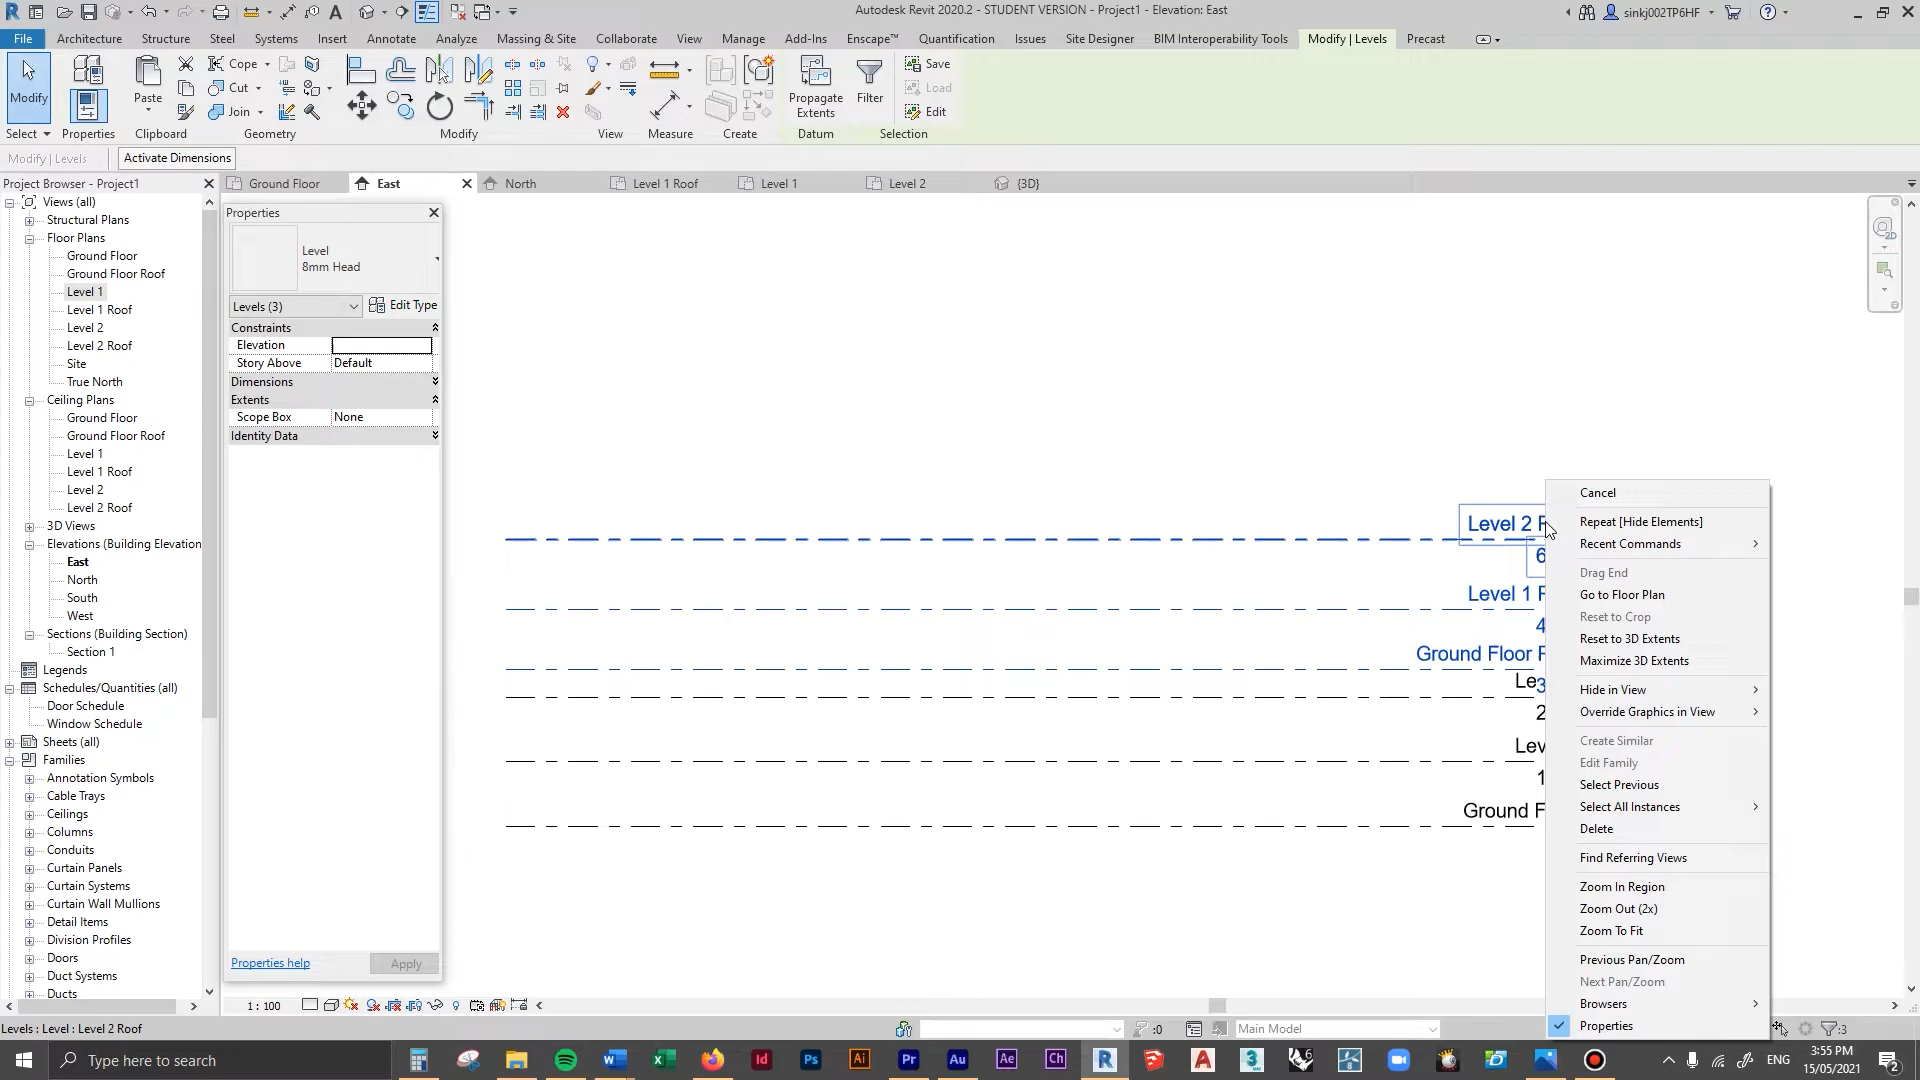 Autodesk Revit 2020.2 - STUDENT VERSION - Project1 - Elevation: East
sinkj002TP6HF
File Architecture Structure Steel Systems Insert Annotate Analyze Massing & Site Collaborate View Manage Add-Ins Enscape™ Quantification Issues Site Designer BIM Interoperability Tools Modify | Levels Precast
Cope
Save
Cut
Load
Join
Edit
Modify
Paste
Propagate
Extents
Filter
Select Properties Clipboard Geometry Modify View Measure Create Datum Selection
Modify | Levels Activate Dimensions
Project Browser - Project1
Ground Floor East North Level 1 Roof Level 1 Level 2 {3D}
Views (all)
Structural Plans
Floor Plans
Ground Floor
Ground Floor Roof
Level 1
Level 1 Roof
Level 2
Level 2 Roof
Site
True North
Ceiling Plans
Ground Floor
Ground Floor Roof
Level 1
Level 1 Roof
Level 2
Level 2 Roof
3D Views
Elevations (Building Elevation
East
North
South
West
Sections (Building Section)
Section 1
Legends
Schedules/Quantities (all)
Door Schedule
Window Schedule
Sheets (all)
Families
Annotation Symbols
Cable Trays
Ceilings
Columns
Conduits
Curtain Panels
Curtain Systems
Curtain Wall Mullions
Detail Items
Division Profiles
Doors
Duct Systems
Ducts
Properties
Level
8mm Head
Levels (3) Edit Type
Constraints
Elevation
Story Above Default
Dimensions
Extents
Scope Box None
Identity Data
Properties help Apply
Level 2 R
6
Level 1 R
4
Ground Floor R
Le
3
2
Lev
1
Ground F
Cancel
Repeat [Hide Elements]
Recent Commands
Drag End
Go to Floor Plan
Reset to Crop
Reset to 3D Extents
Maximize 3D Extents
Hide in View
Override Graphics in View
Create Similar
Edit Family
Select Previous
Select All Instances
Delete
Find Referring Views
Zoom In Region
Zoom Out (2x)
Zoom To Fit
Previous Pan/Zoom
Next Pan/Zoom
Browsers
Properties
1 : 100
Levels : Level : Level 2 Roof :0 Main Model :3
Type here to search
ENG
3:55 PM
15/05/2021
2